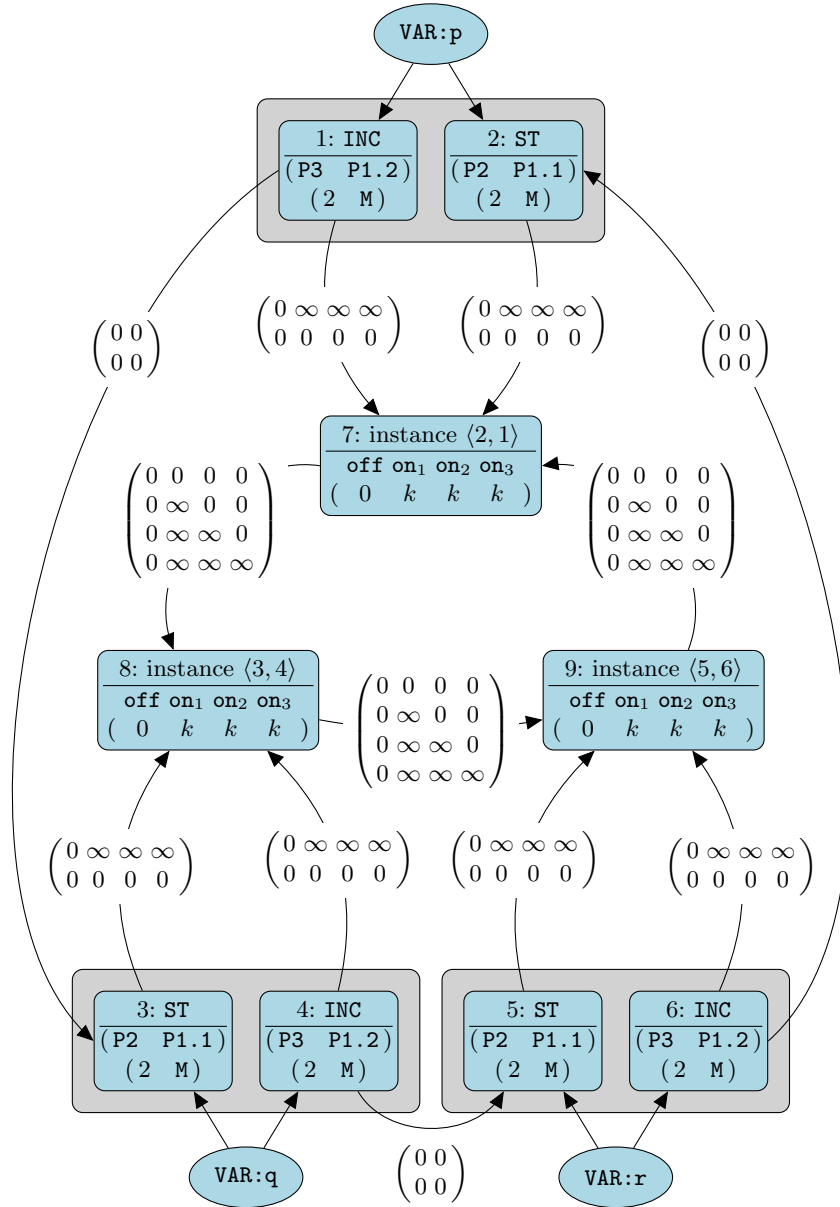 VAR:p
1: INC
(P3 P1.2)
(2 M)
2: ST
(P2 P1.1)
(2 M)
(0 0
0 0)
(0 ∞ ∞ ∞
0 0 0 0)
(0 ∞ ∞ ∞
0 0 0 0)
(0 0
0 0)
7: instance ⟨2, 1⟩
off on₁ on₂ on₃
( 0 k k k )
(0 0 0 0
0 ∞ 0 0
0 ∞ ∞ 0
0 ∞ ∞ ∞)
(0 0 0 0
0 ∞ 0 0
0 ∞ ∞ 0
0 ∞ ∞ ∞)
8: instance ⟨3, 4⟩
off on₁ on₂ on₃
( 0 k k k )
(0 0 0 0
0 ∞ 0 0
0 ∞ ∞ 0
0 ∞ ∞ ∞)
9: instance ⟨5, 6⟩
off on₁ on₂ on₃
( 0 k k k )
(0 ∞ ∞ ∞
0 0 0 0)
(0 ∞ ∞ ∞
0 0 0 0)
(0 ∞ ∞ ∞
0 0 0 0)
(0 ∞ ∞ ∞
0 0 0 0)
3: ST
(P2 P1.1)
(2 M)
4: INC
(P3 P1.2)
(2 M)
5: ST
(P2 P1.1)
(2 M)
6: INC
(P3 P1.2)
(2 M)
VAR:q
(0 0
0 0)
VAR:r